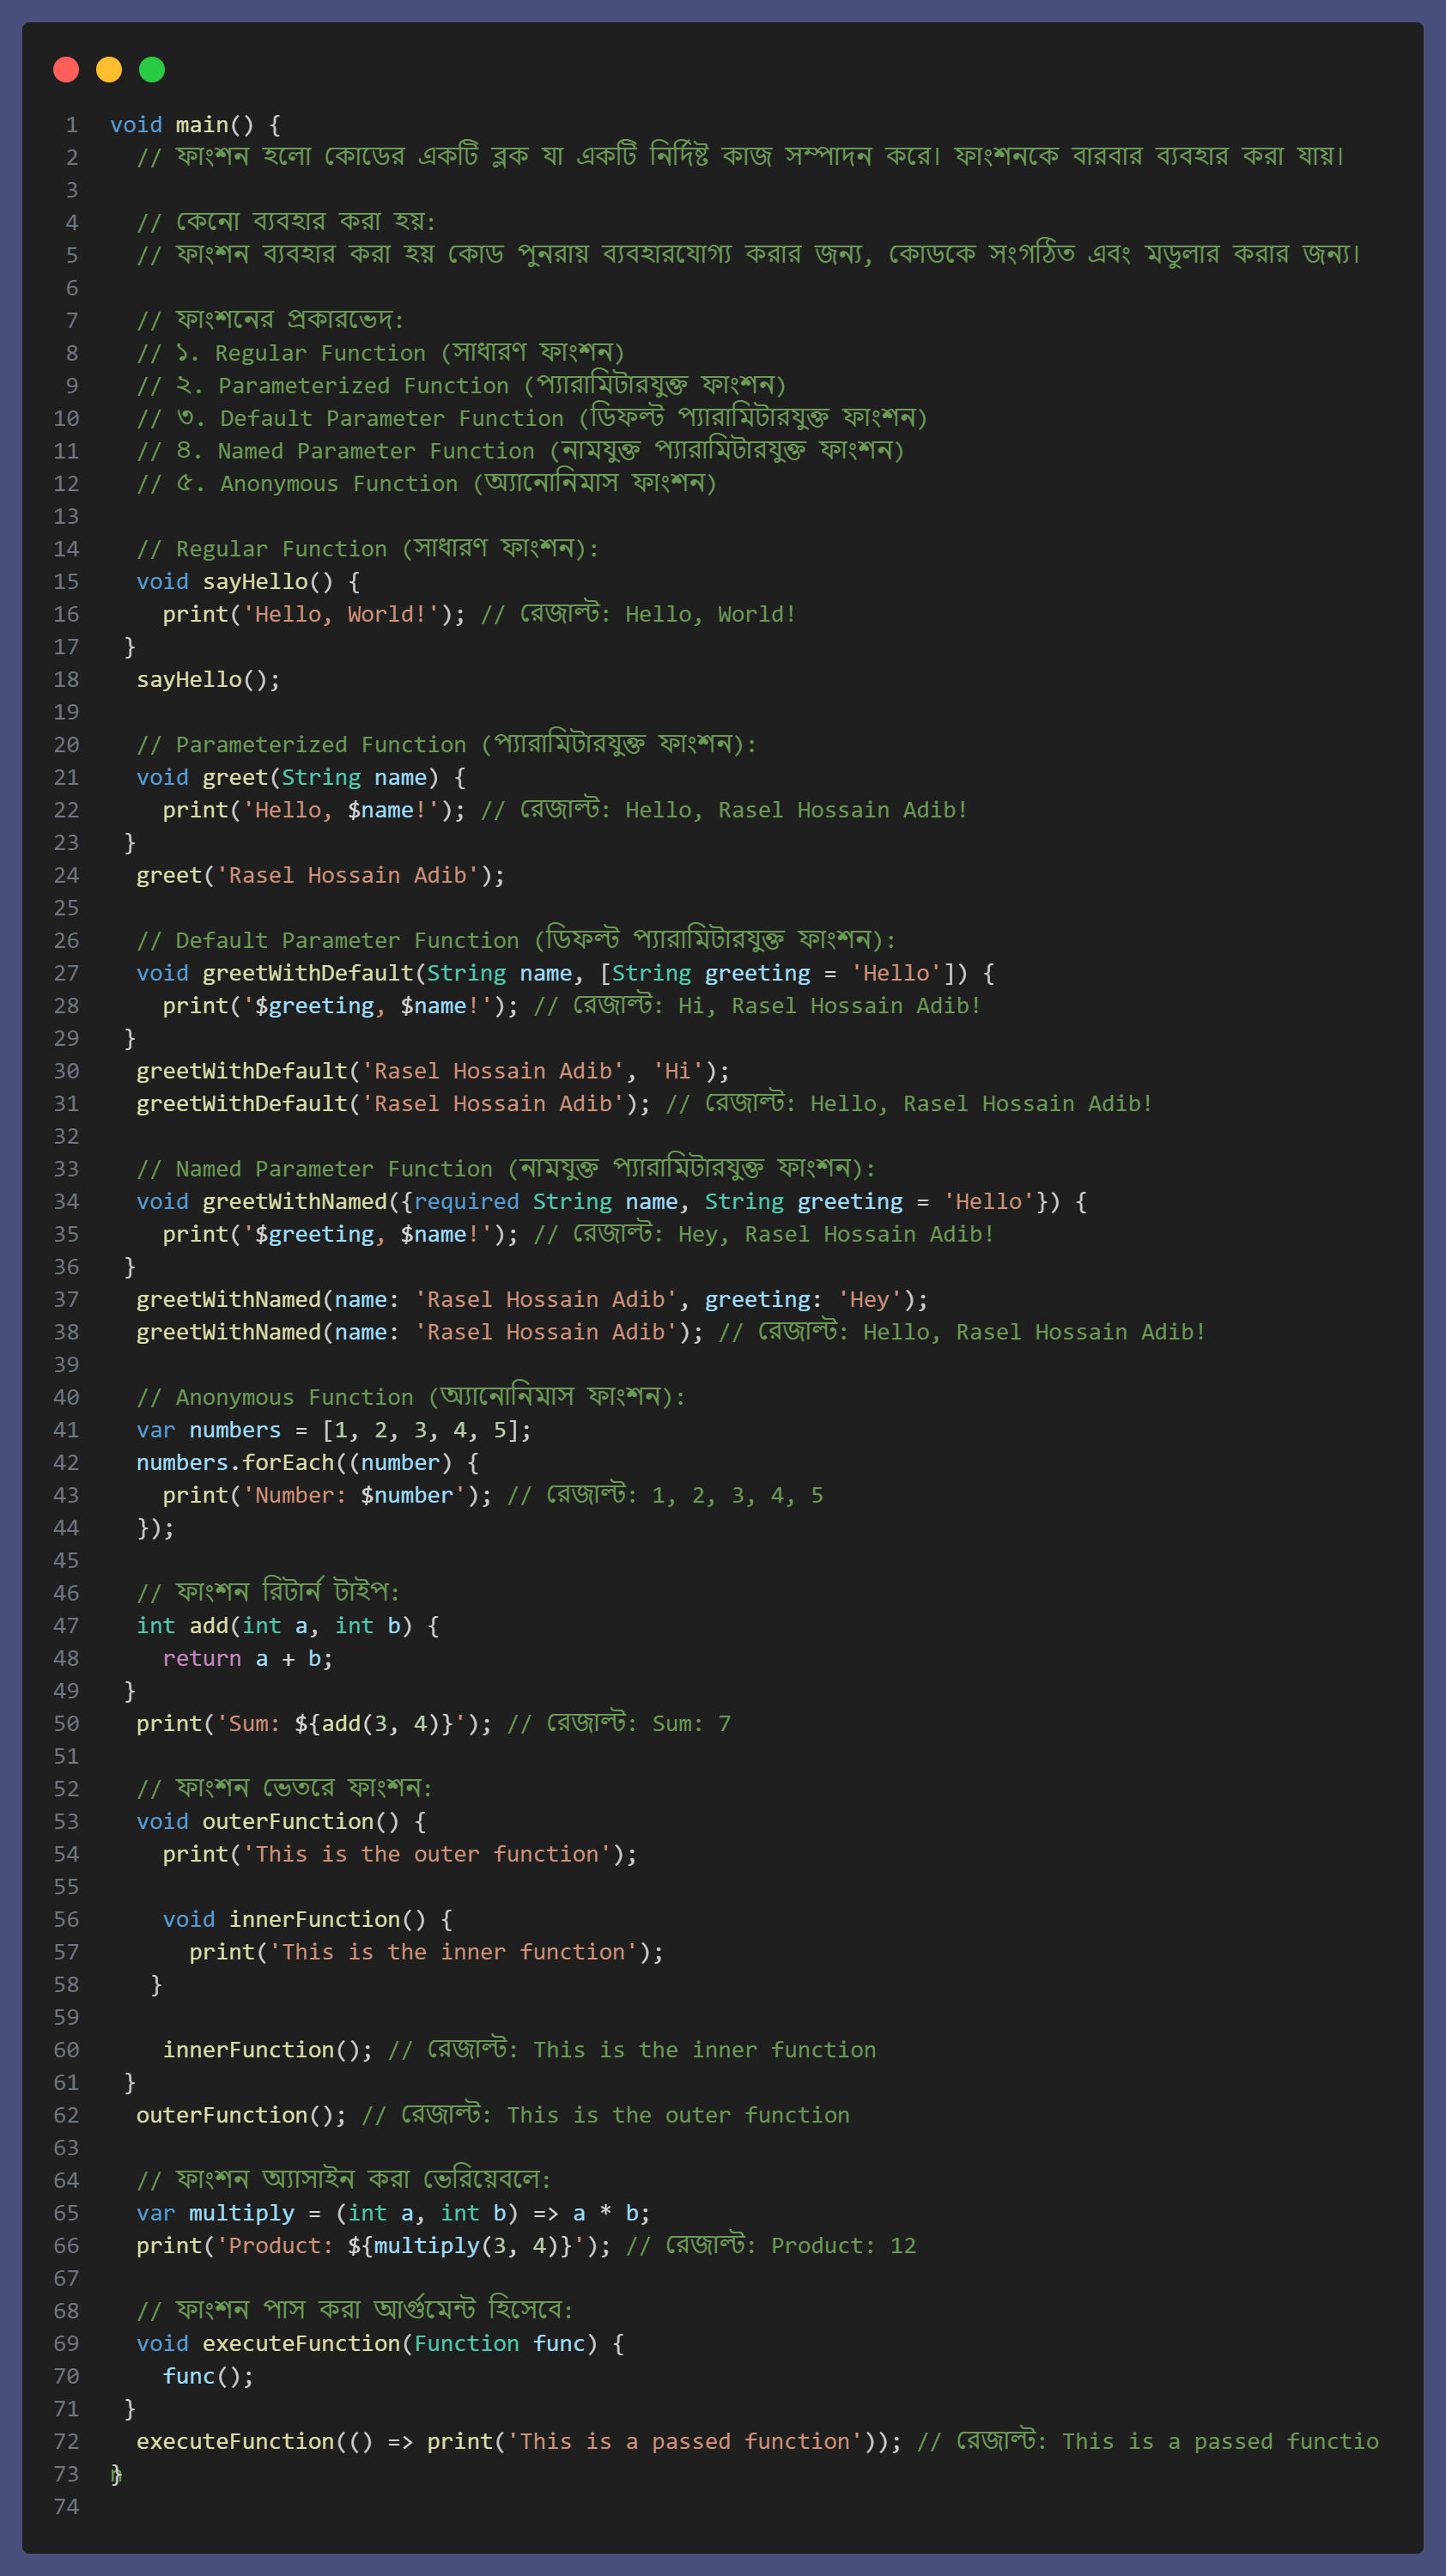 1 void main() {
2 // ফাংশন হলো কোডের একটি ব্লক যা একটি নির্দিষ্ট কাজ সম্পাদন করে। ফাংশনকে বারবার ব্যবহার করা যায়।
3
4 // কেনো ব্যবহার করা হয়:
5 // ফাংশন ব্যবহার করা হয় কোড পুনরায় ব্যবহারযোগ্য করার জন্য, কোডকে সংগঠিত এবং মডুলার করার জন্য।
6
7 // ফাংশনের প্রকারভেদ:
8 // ১. Regular Function (সাধারণ ফাংশন)
9 // ২. Parameterized Function (প্যারামিটারযুক্ত ফাংশন)
10 // ৩. Default Parameter Function (ডিফল্ট প্যারামিটারযুক্ত ফাংশন)
11 // ৪. Named Parameter Function (নামযুক্ত প্যারামিটারযুক্ত ফাংশন)
12 // ৫. Anonymous Function (অ্যানোনিমাস ফাংশন)
13
14 // Regular Function (সাধারণ ফাংশন):
15 void sayHello() {
16 print('Hello, World!'); // রেজাল্ট: Hello, World!
17 }
18 sayHello();
19
20 // Parameterized Function (প্যারামিটারযুক্ত ফাংশন):
21 void greet(String name) {
22 print('Hello, $name!'); // রেজাল্ট: Hello, Rasel Hossain Adib!
23 }
24 greet('Rasel Hossain Adib');
25
26 // Default Parameter Function (ডিফল্ট প্যারামিটারযুক্ত ফাংশন):
27 void greetWithDefault(String name, [String greeting = 'Hello']) {
28 print('$greeting, $name!'); // রেজাল্ট: Hi, Rasel Hossain Adib!
29 }
30 greetWithDefault('Rasel Hossain Adib', 'Hi');
31 greetWithDefault('Rasel Hossain Adib'); // রেজাল্ট: Hello, Rasel Hossain Adib!
32
33 // Named Parameter Function (নামযুক্ত প্যারামিটারযুক্ত ফাংশন):
34 void greetWithNamed({required String name, String greeting = 'Hello'}) {
35 print('$greeting, $name!'); // রেজাল্ট: Hey, Rasel Hossain Adib!
36 }
37 greetWithNamed(name: 'Rasel Hossain Adib', greeting: 'Hey');
38 greetWithNamed(name: 'Rasel Hossain Adib'); // রেজাল্ট: Hello, Rasel Hossain Adib!
39
40 // Anonymous Function (অ্যানোনিমাস ফাংশন):
41 var numbers = [1, 2, 3, 4, 5];
42 numbers.forEach((number) {
43 print('Number: $number'); // রেজাল্ট: 1, 2, 3, 4, 5
44 });
45
46 // ফাংশন রিটার্ন টাইপ:
47 int add(int a, int b) {
48 return a + b;
49 }
50 print('Sum: ${add(3, 4)}'); // রেজাল্ট: Sum: 7
51
52 // ফাংশন ভেতরে ফাংশন:
53 void outerFunction() {
54 print('This is the outer function');
55
56 void innerFunction() {
57 print('This is the inner function');
58 }
59
60 innerFunction(); // রেজাল্ট: This is the inner function
61 }
62 outerFunction(); // রেজাল্ট: This is the outer function
63
64 // ফাংশন অ্যাসাইন করা ভেরিয়েবলে:
65 var multiply = (int a, int b) => a * b;
66 print('Product: ${multiply(3, 4)}'); // রেজাল্ট: Product: 12
67
68 // ফাংশন পাস করা আর্গুমেন্ট হিসেবে:
69 void executeFunction(Function func) {
70 func();
71 }
72 executeFunction(() => print('This is a passed function')); // রেজাল্ট: This is a passed functio
73 n}
74